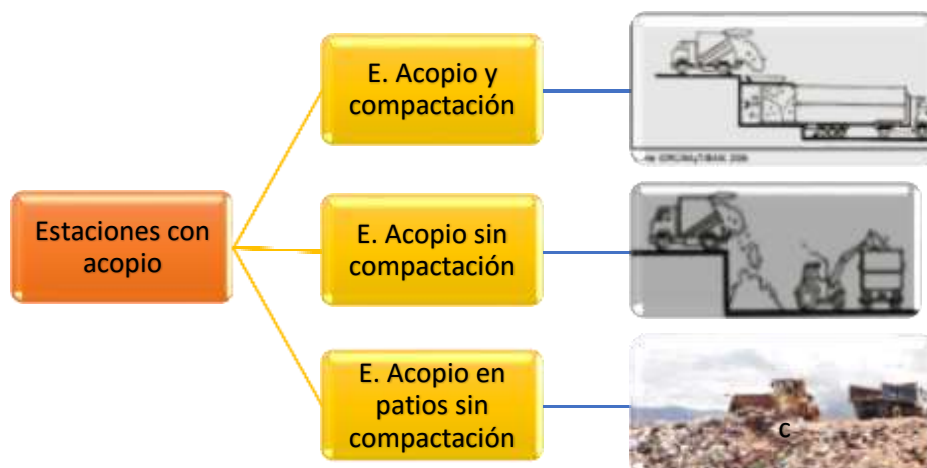 E. Acopio y
compactación
Estaciones con
acopio
E. Acopio sin
compactación
E. Acopio en
patios sin
compactación
C